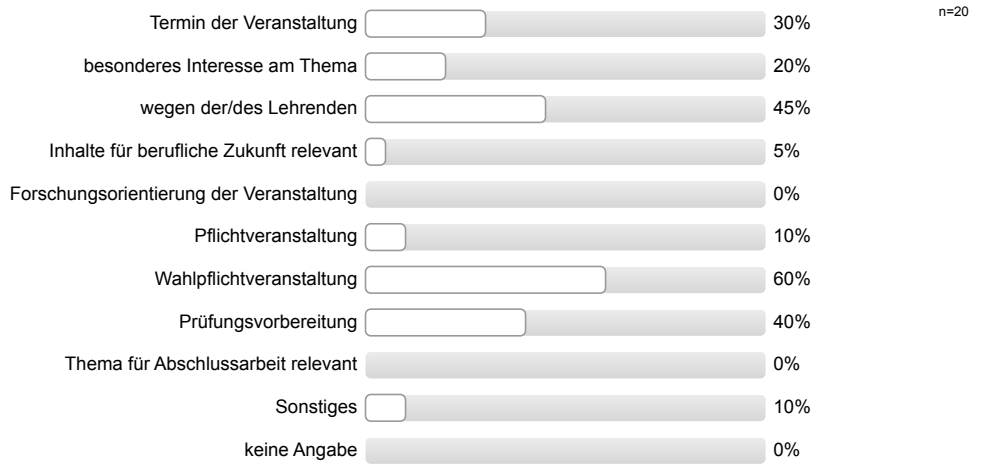 n=20
Termin der Veranstaltung 30%
besonderes Interesse am Thema 20%
wegen der/des Lehrenden 45%
Inhalte für berufliche Zukunft relevant 5%
Forschungsorientierung der Veranstaltung 0%
Pflichtveranstaltung 10%
Wahlpflichtveranstaltung 60%
Prüfungsvorbereitung 40%
Thema für Abschlussarbeit relevant 0%
Sonstiges 10%
keine Angabe 0%